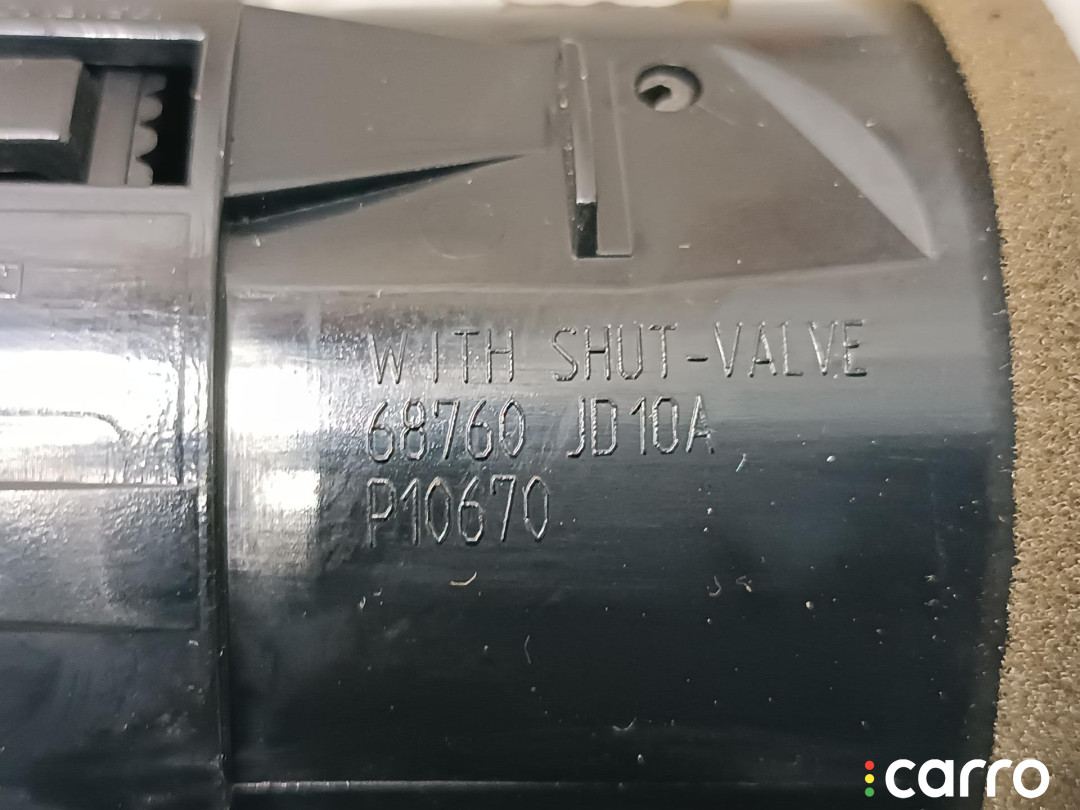 WITH SHUT-VALVE
68760 JD10A
P10670
carro